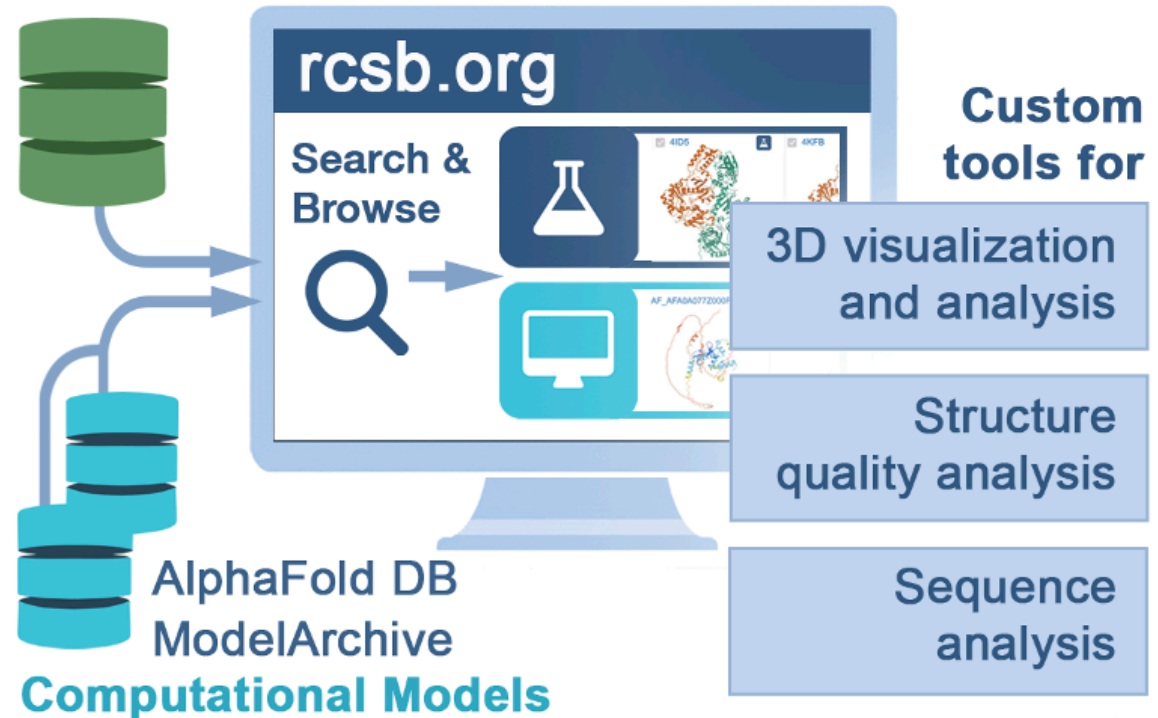 rcsb.org
Search &
Browse
4ID5
4KFB
Custom
tools for
3D visualization
and analysis
Structure
quality analysis
Sequence
analysis
AlphaFold DB
ModelArchive
Computational Models